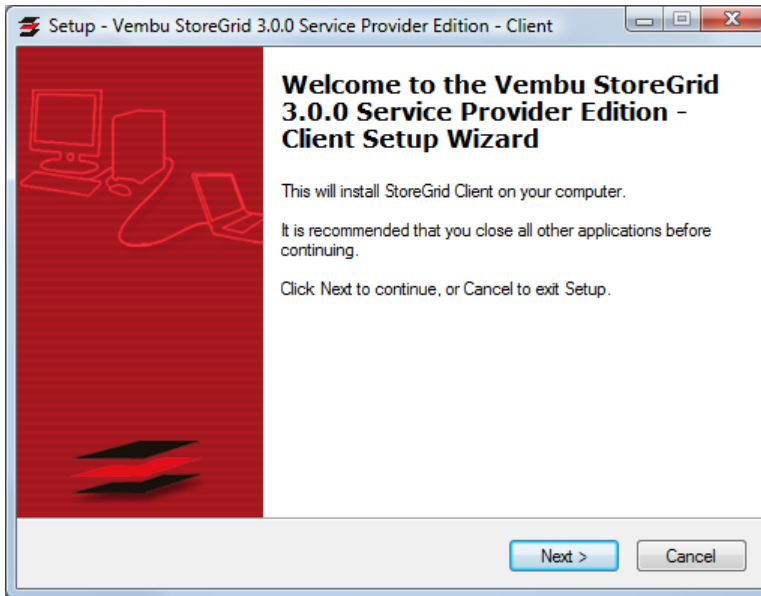 Setup - Vembu StoreGrid 3.0.0 Service Provider Edition - Client
Welcome to the Vembu StoreGrid
3.0.0 Service Provider Edition -
Client Setup Wizard
This will install StoreGrid Client on your computer.
It is recommended that you close all other applications before
continuing.
Click Next to continue, or Cancel to exit Setup.
Next >
Cancel